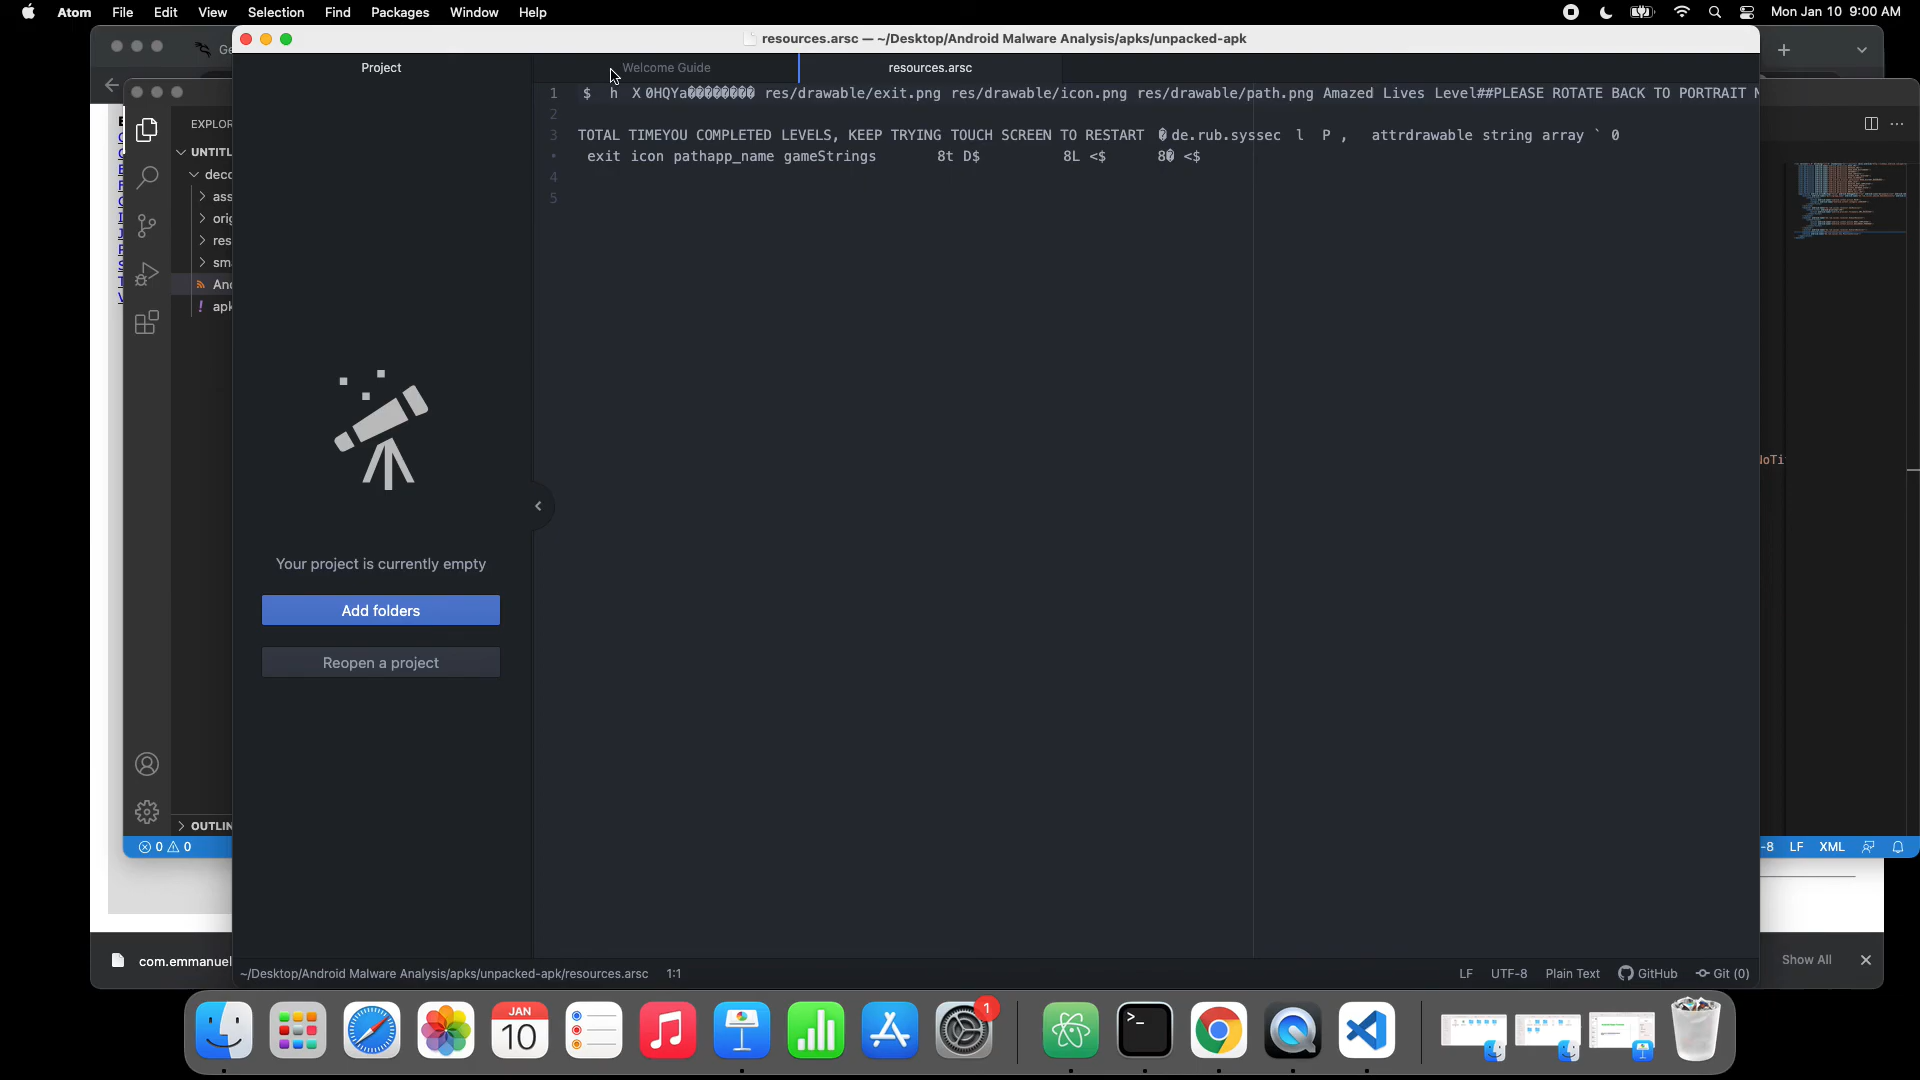 Atom File Edit View Selection Find Packages Window Help
Mon Jan 10 9:00 AM
resources.arsc — ~/Desktop/Android Malware Analysis/apks/unpacked-apk
Project
Welcome Guide
resources.arsc
EXPLOR
UNTITL
deco
ass
orig
res
sma
And
! apk
OUTLIN
0 0
1 $ h X 0HQYa���������� res/drawable/exit.png res/drawable/icon.png res/drawable/path.png Amazed Lives Level##PLEASE ROTATE BACK TO PORTRAIT M
2
3 TOTAL TIMEYOU COMPLETED LEVELS, KEEP TRYING TOUCH SCREEN TO RESTART � de.rub.syssec l P , attrdrawable string array ` 0
• exit icon pathapp_name gameStrings 8t D$ 8L <$ 8� <$
4
5
Your project is currently empty
Add folders
Reopen a project
NoTi
-8 LF XML
com.emmanuel
Show All
~/Desktop/Android Malware Analysis/apks/unpacked-apk/resources.arsc 1:1
LF UTF-8 Plain Text GitHub Git (0)
JAN
10
1